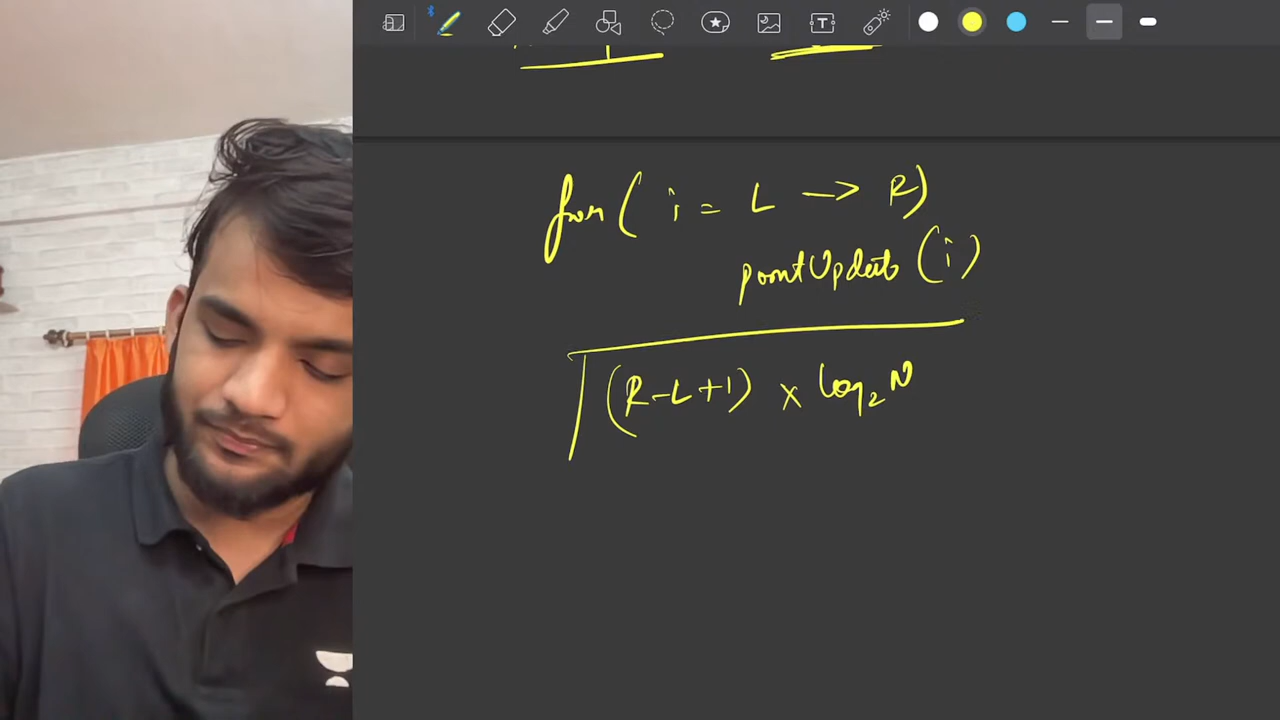 for( i = L → R)
pointUpdate (i)
(R-L+1) × log₂N